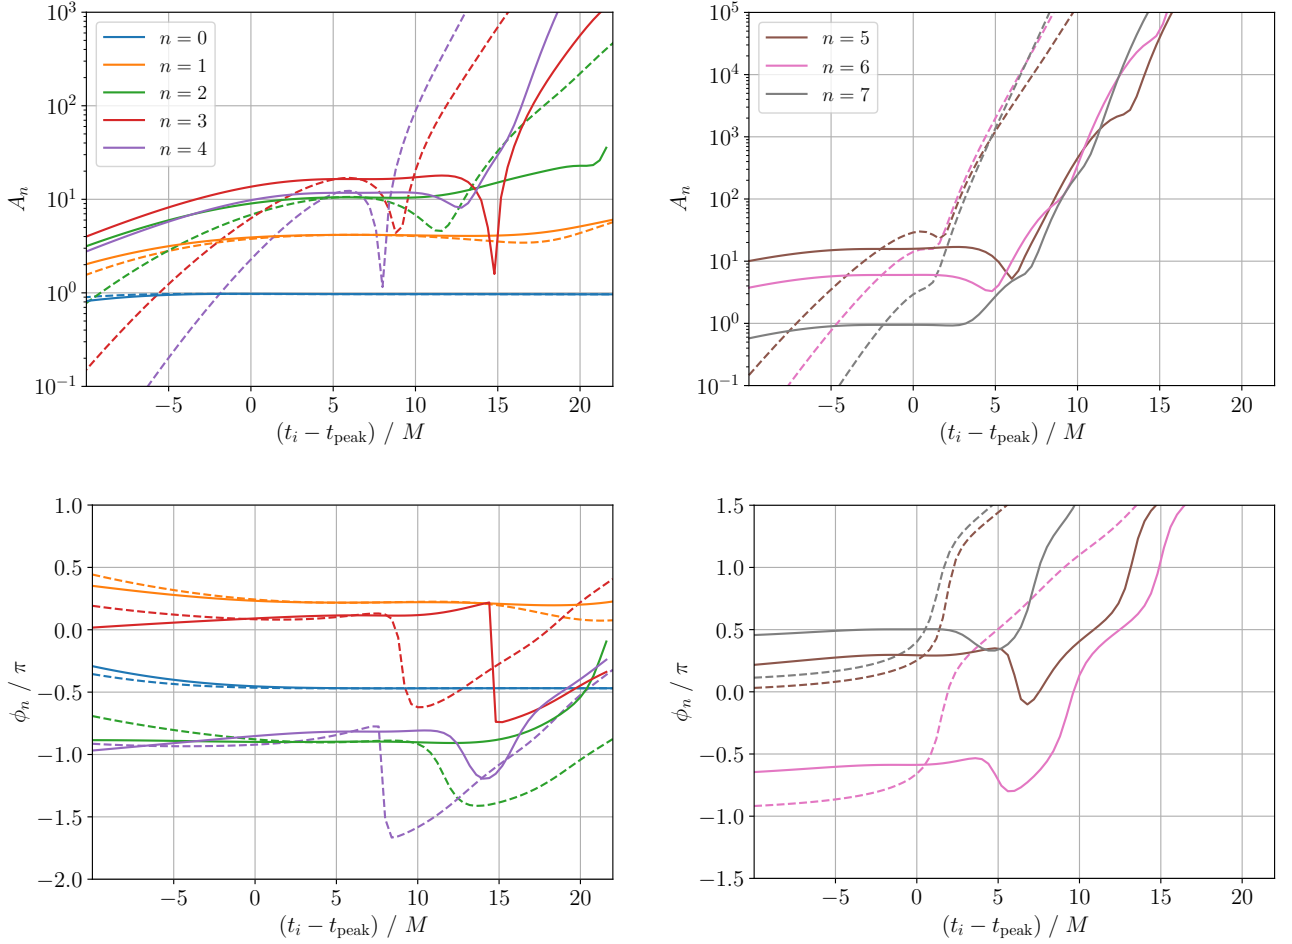 10^3
10^2
10^1
10^0
10^{-1}
A_n
n = 0
n = 1
n = 2
n = 3
n = 4
−5 0 5 10 15 20
(t_i − t_peak) / M
10^5
10^4
10^3
10^2
10^1
10^0
10^{-1}
A_n
n = 5
n = 6
n = 7
−5 0 5 10 15 20
(t_i − t_peak) / M
1.0
0.5
0.0
−0.5
−1.0
−1.5
−2.0
ϕ_n / π
−5 0 5 10 15 20
(t_i − t_peak) / M
1.5
1.0
0.5
0.0
−0.5
−1.0
−1.5
ϕ_n / π
−5 0 5 10 15 20
(t_i − t_peak) / M